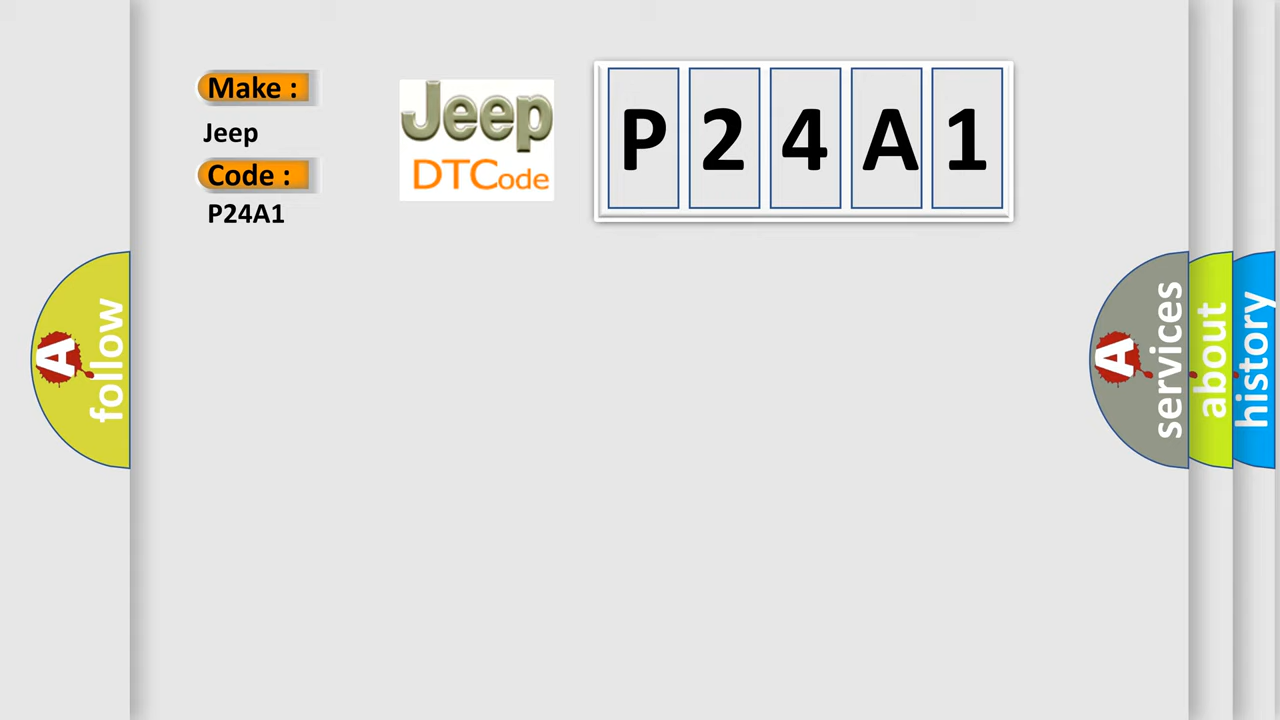 Make :
Jeep
Code :
P24A1
Jeep
DTCode
P 2 4 A 1
A follow
A services
about
history